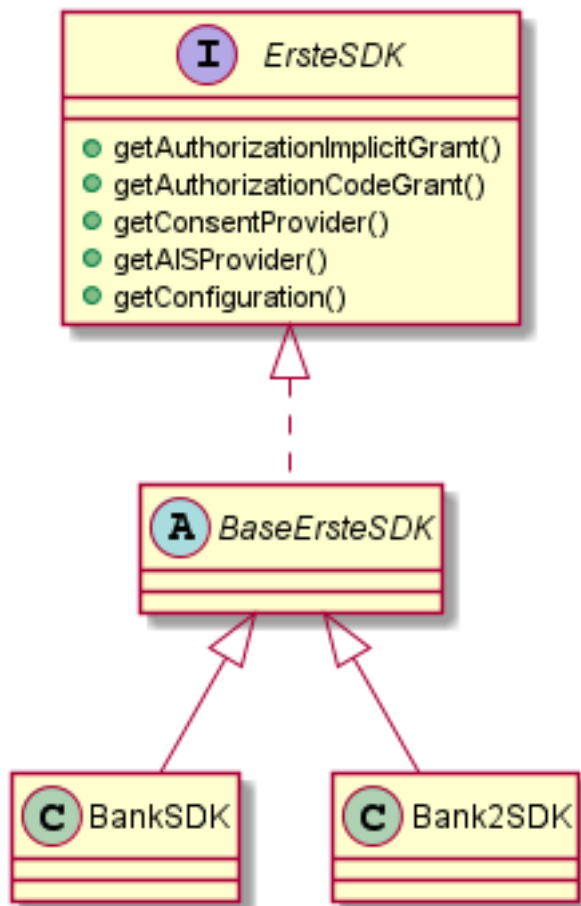 I ErsteSDK
getAuthorizationImplicitGrant()
getAuthorizationCodeGrant()
getConsentProvider()
getAISProvider()
getConfiguration()
A BaseErsteSDK
C BankSDK
C Bank2SDK